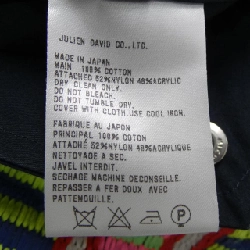 JULIEN DAVID CO.,LTD.
MADE IN JAPAN
MAIN 100% COTTON
ATTACHED 52%NYLON 48%ACRYLIC
DRY CLEAN ONLY.
DO NOT BLEACH.
DO NOT TUMBLE DRY.
COVER WITH CLOTH.USE COOL IRON.
FABRIQUE AU JAPON
PRINCIPAL 100% COTON
ATTACHÉ 52%NYLON 48%ACRYLIQUE
NETTOYAGE A SEC.
JAVEL INTERDIT.
SECHAGE MACHINE DECONSEILLE.
REPASSER A FER DOUX AVEC
PATTEMOUILLE.
P